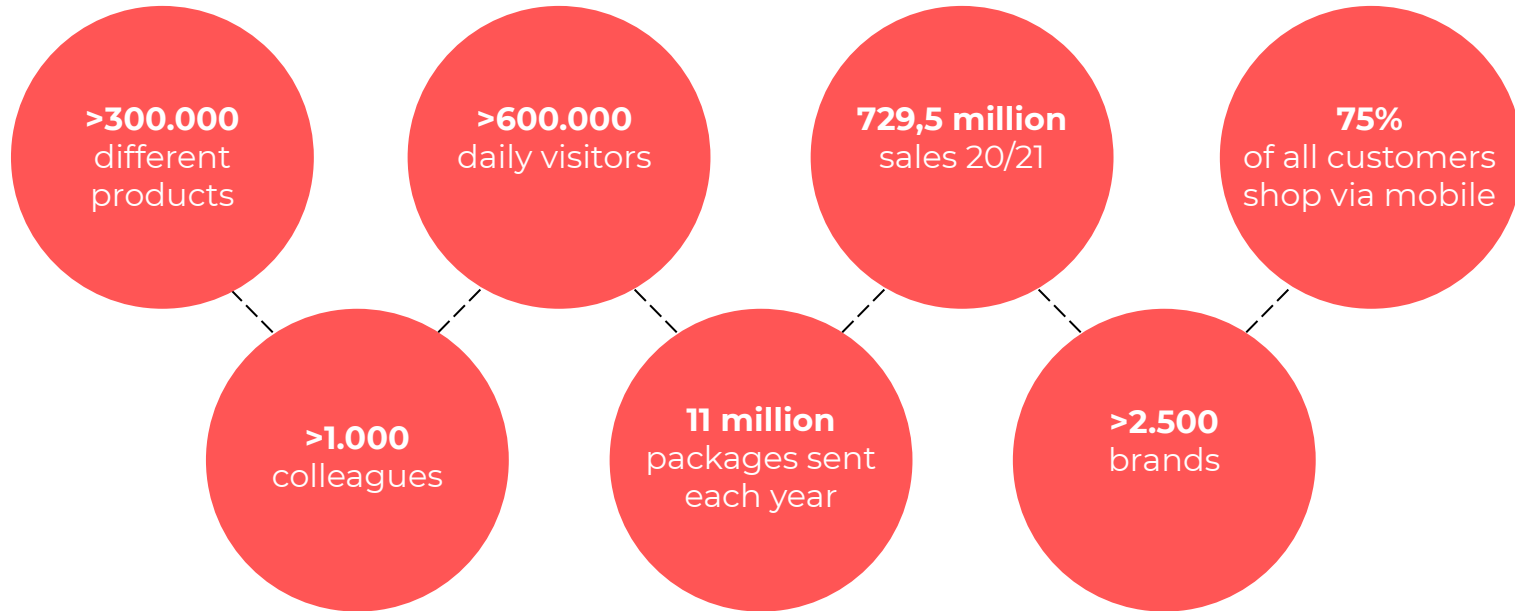 >300.000
different
products
>600.000
daily visitors
729,5 million
sales 20/21
75%
of all customers
shop via mobile
>1.000
colleagues
11 million
packages sent
each year
>2.500
brands